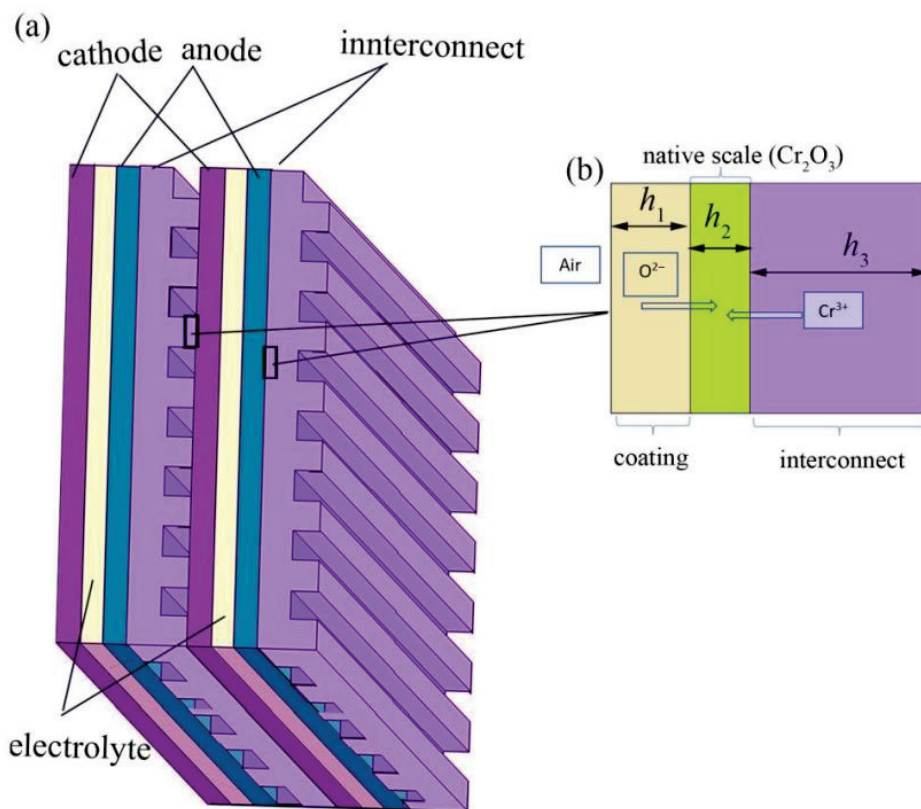 (a)
cathode
anode
innterconnect
electrolyte
(b)
native scale (Cr₂O₃)
h₁
h₂
h₃
Air
O²⁻
Cr³⁺
coating
interconnect